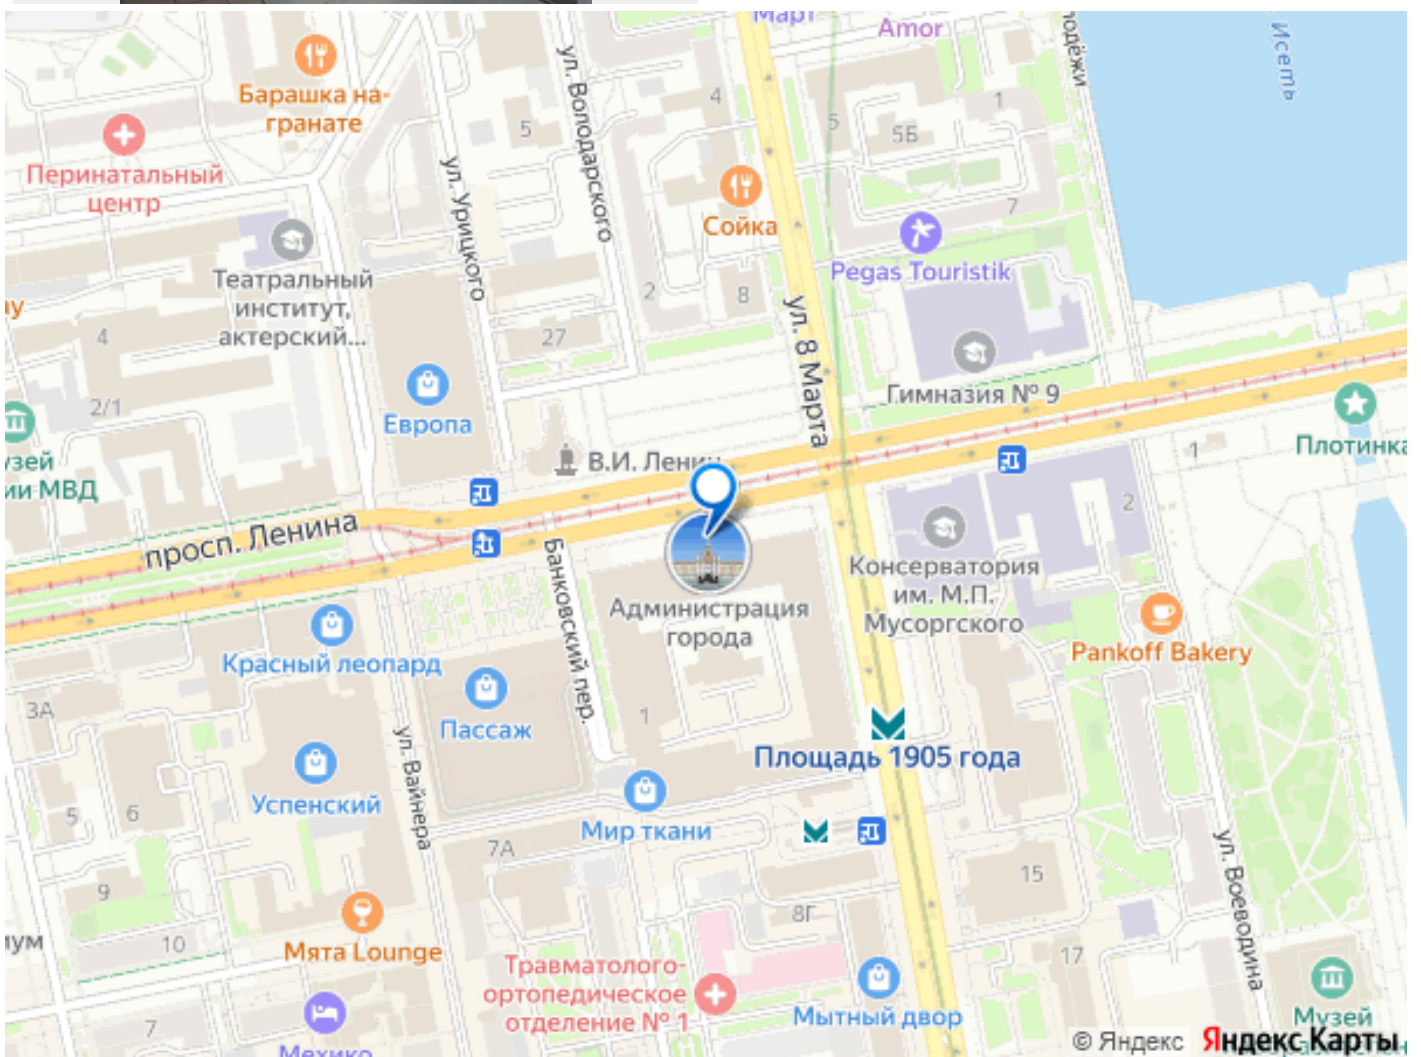 Март
Amor
Исеть
Барашка на-
гранате
ул. Володарского
4
5
5
5Б
1
Перинатальный
центр
ул. Урицкого
Сойка
7
Pegas Touristik
Театральный
институт,
актерский...
2
8
ул. 8 Марта
4
27
Гимназия № 9
2/1
Европа
В.И. Ленин
1
Плотинка
МВД
просп. Ленина
2
Банковский пер.
Администрация
города
Консерватория
им. М.П.
Мусоргского
Pankoff Bakery
Красный леопард
3А
Пассаж
1
ул. Вайнера
Площадь 1905 года
Успенский
5
6
Мир ткани
7А
ул. Воеводина
9
15
8Г
10
Мята Lounge
17
Травматолого-
ортопедическое
отделение № 1
Мытный двор
7
Музей
Мехико
© Яндекс Яндекс Карты